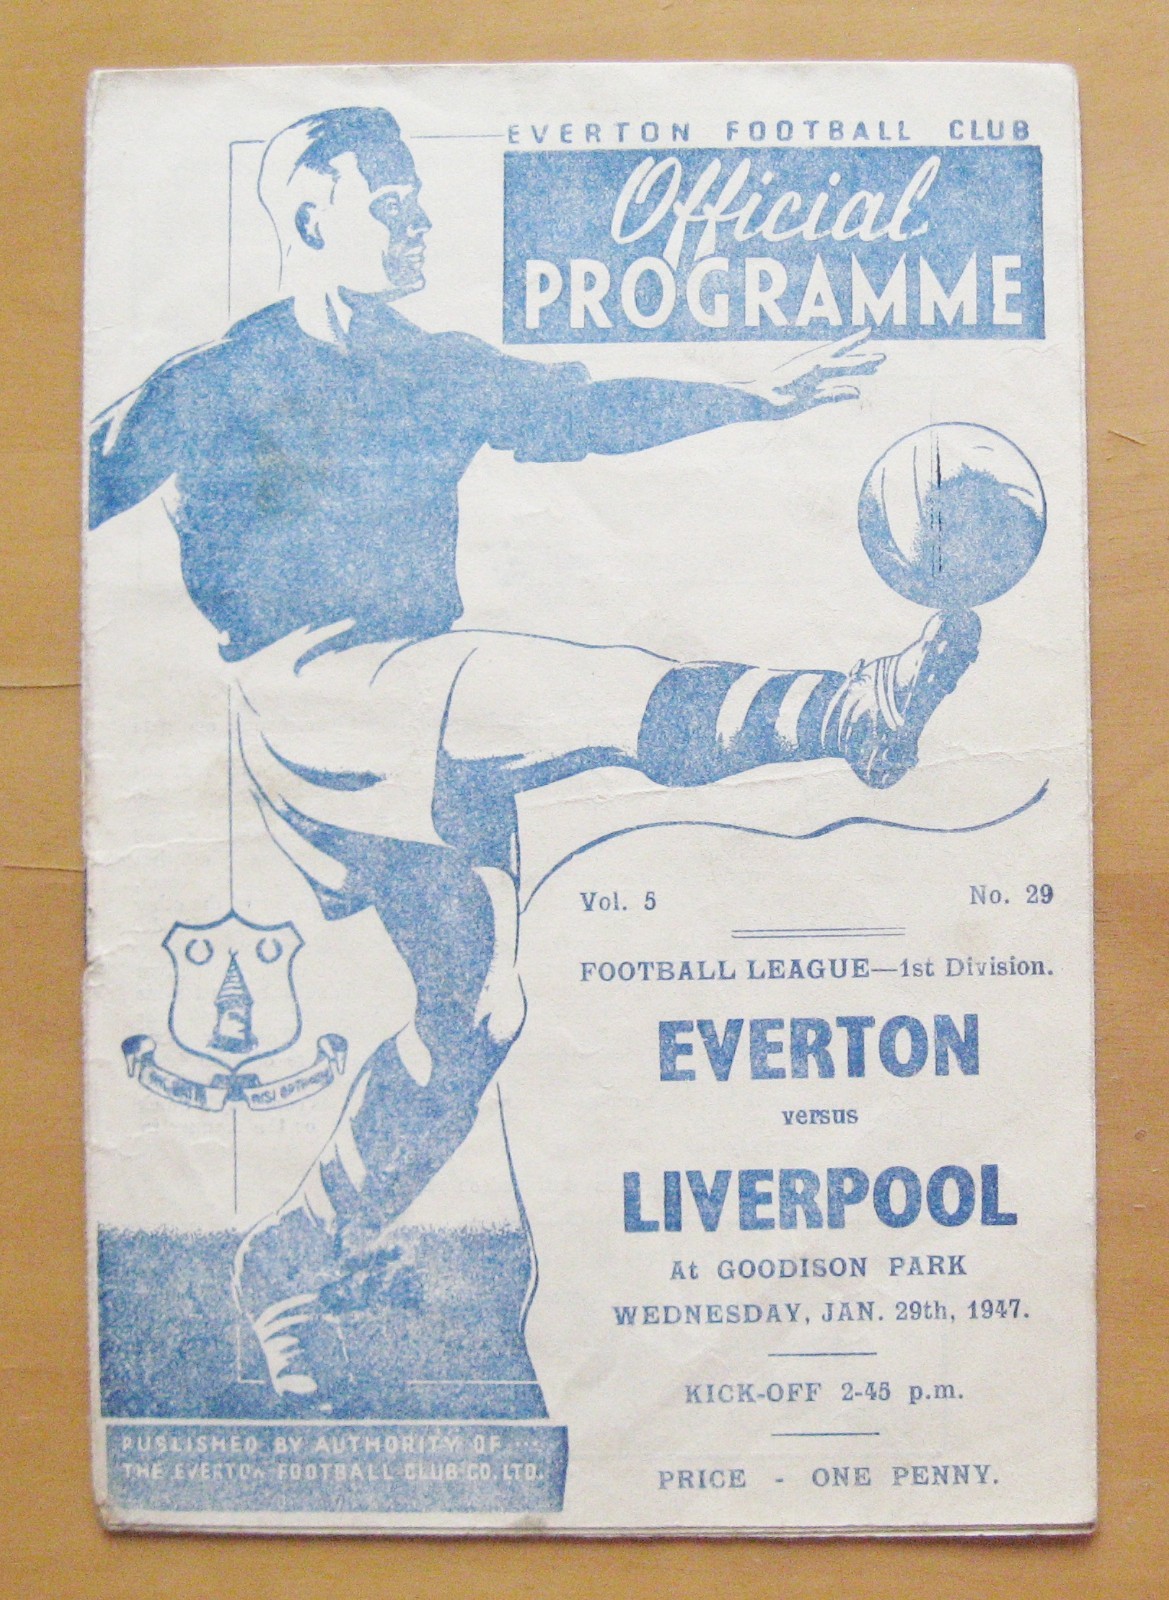 EVERTON FOOTBALL CLUB
Official
PROGRAMME
Vol. 5 No. 29
FOOTBALL LEAGUE—1st Division.
EVERTON
versus
LIVERPOOL
At GOODISON PARK
WEDNESDAY, JAN. 29th, 1947.
KICK-OFF 2-45 p.m.
PRICE - ONE PENNY.
NISI OPTIMUM
PUBLISHED BY AUTHORITY OF...
THE EVERTON FOOTBALL CLUB CO. LTD.